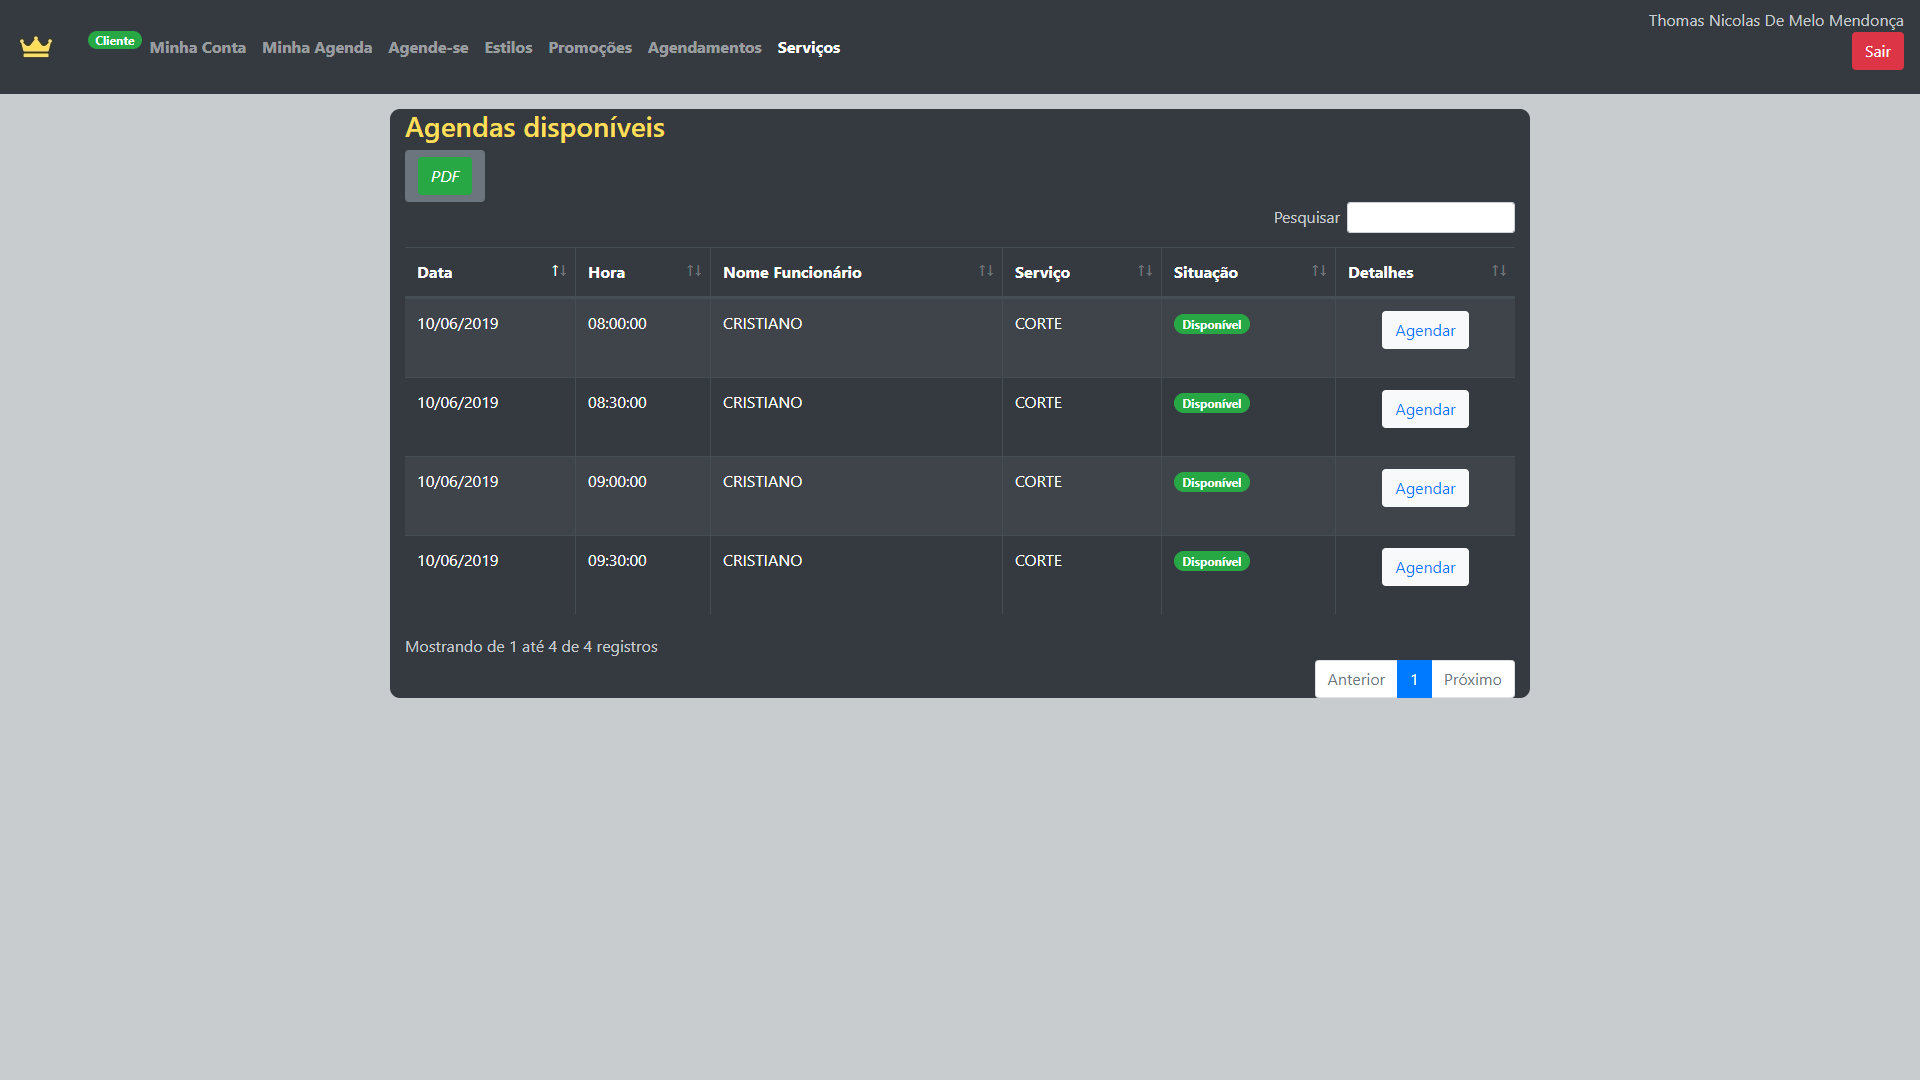 Thomas Nicolas De Melo Mendonça
Cliente Minha Conta Minha Agenda Agende-se Estilos Promoções Agendamentos Serviços
Sair
Agendas disponíveis
PDF
Pesquisar
Data Hora Nome Funcionário Serviço Situação Detalhes
10/06/2019 08:00:00 CRISTIANO CORTE Disponível Agendar
10/06/2019 08:30:00 CRISTIANO CORTE Disponível Agendar
10/06/2019 09:00:00 CRISTIANO CORTE Disponível Agendar
10/06/2019 09:30:00 CRISTIANO CORTE Disponível Agendar
Mostrando de 1 até 4 de 4 registros
Anterior 1 Próximo